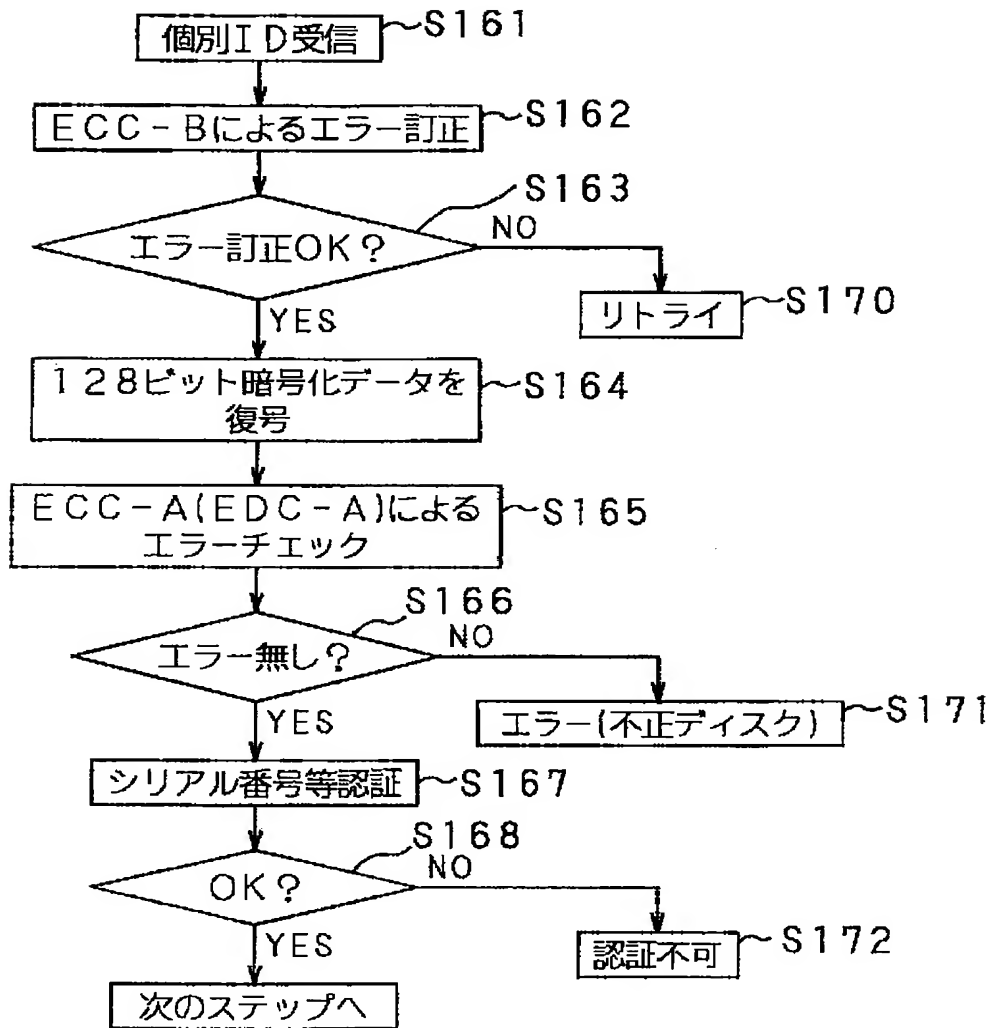 個別ID受信
S161
ECC-Bによるエラー訂正
S162
エラー訂正OK?
S163
NO
リトライ
S170
YES
128ビット暗号化データを
復号
S164
ECC-A(EDC-A)による
エラーチェック
S165
エラー無し?
S166
NO
エラー(不正ディスク)
S171
YES
シリアル番号等認証
S167
OK?
S168
NO
認証不可
S172
YES
次のステップへ